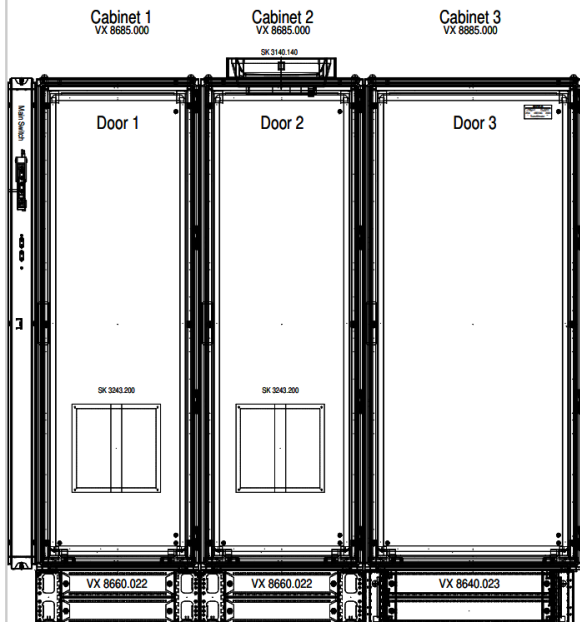 Cabinet 1
VX 8685.000
Cabinet 2
VX 8685.000
Cabinet 3
VX 8885.000
SK 3140.140
Main Switch
Door 1
Door 2
Door 3
SK 3243.200
SK 3243.200
VX 8660.022
VX 8660.022
VX 8640.023